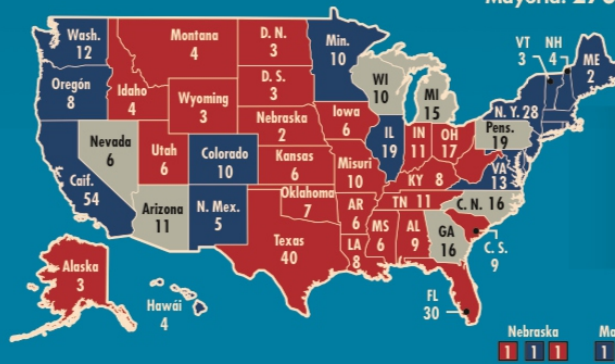 Wash.
12
Oregón
8
Caif.
54
Nevada
6
Idaho
4
Montana
4
Wyoming
3
Utah
6
Colorado
10
Arizona
11
N. Mex.
5
D. N.
3
D. S.
3
Nebraska
2
Kansas
6
Oklahoma
7
Texas
40
Min.
10
Iowa
6
Misuri
10
AR
6
LA
8
WI
10
IL
19
MI
15
IN
11
OH
17
KY 8
TN 11
MS
6
AL
9
GA
16
FL
30
C. S.
9
C. N. 16
VA
13
Pens.
19
N. Y. 28
VT
3
NH
4
ME
2
Alaska
3
Hawái
4
Nebraska
1 1 1
1